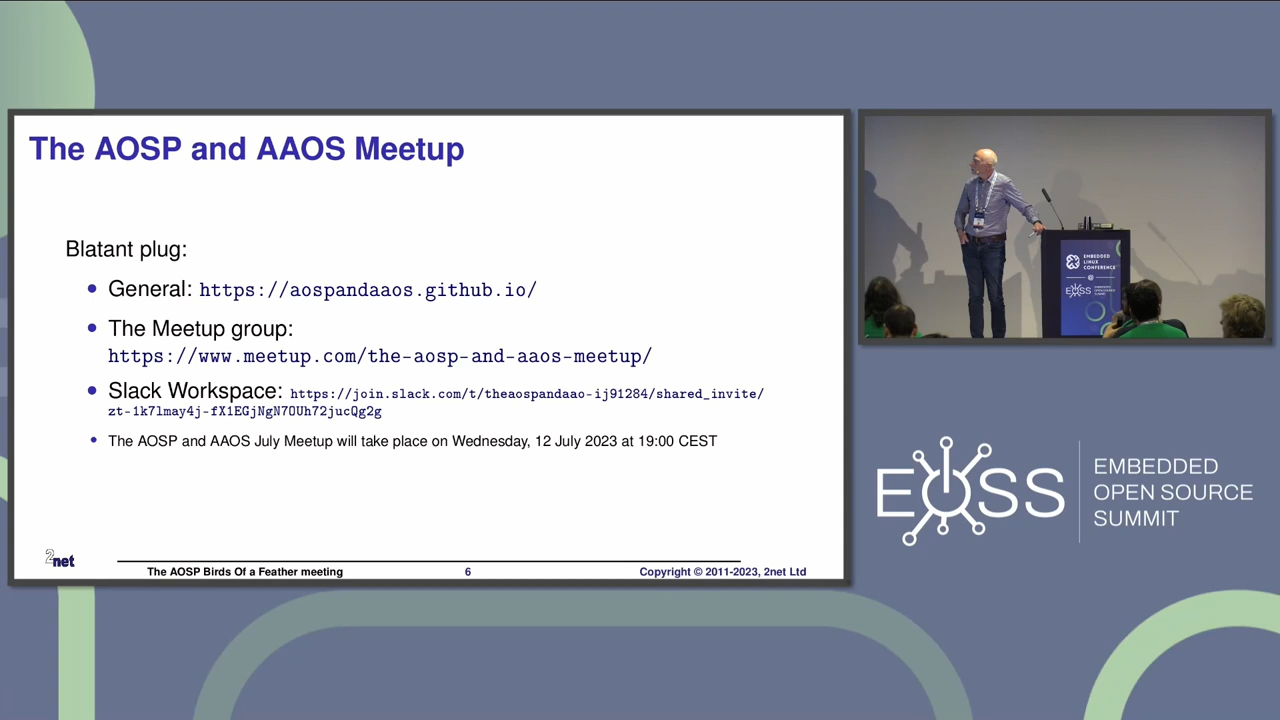 The AOSP and AAOS Meetup
Blatant plug:
General: https://aospandaaos.github.io/
The Meetup group:
https://www.meetup.com/the-aosp-and-aaos-meetup/
Slack Workspace: https://join.slack.com/t/theaospandaao-ij91284/shared_invite/
zt-1k7lmay4j-fX1EGjNgN7OUh72jucQg2g
The AOSP and AAOS July Meetup will take place on Wednesday, 12 July 2023 at 19:00 CEST
2net
The AOSP Birds Of a Feather meeting
6
Copyright © 2011-2023, 2net Ltd
EMBEDDED
LINUX
CONFERENCE
EOSS
EOSS
EMBEDDED
OPEN SOURCE
SUMMIT